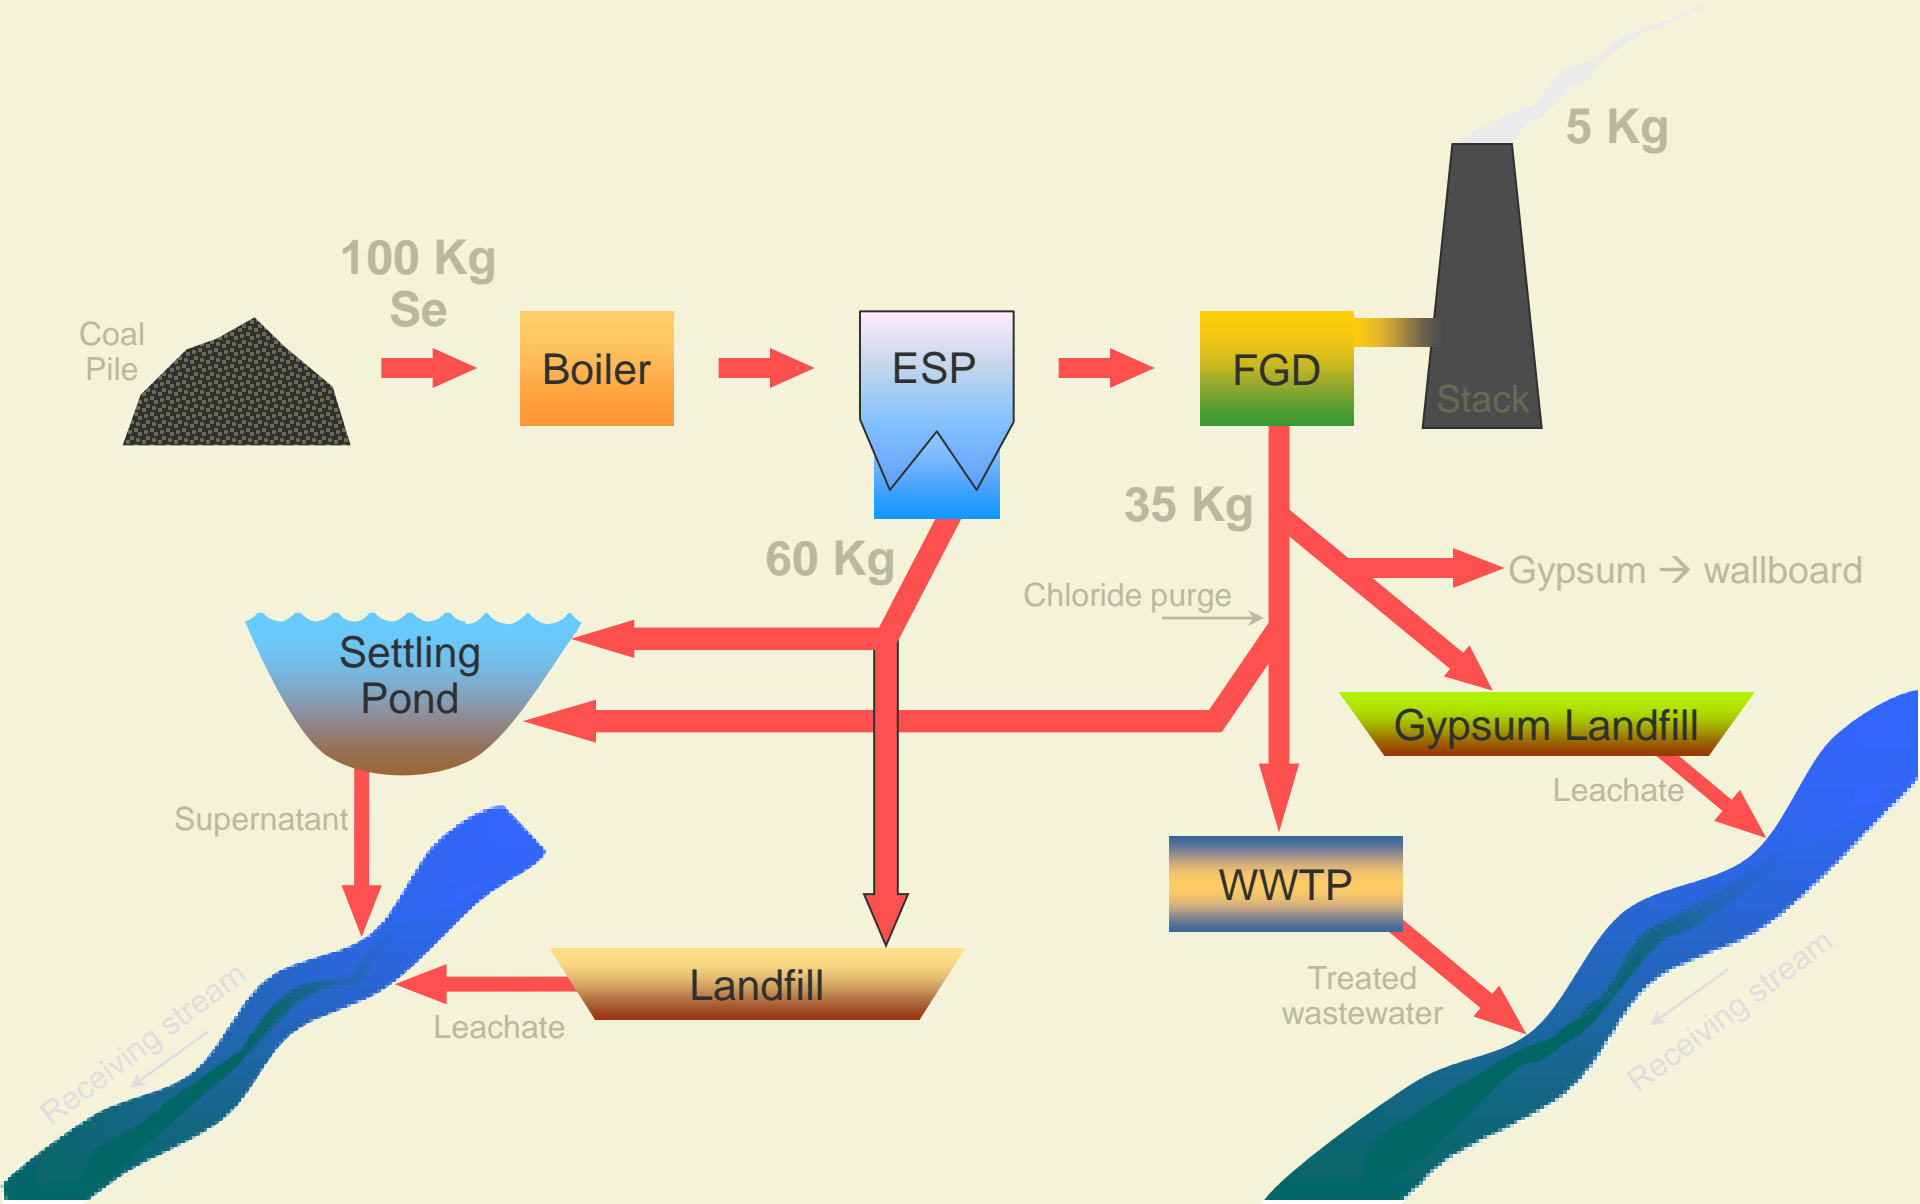 5 Kg
100 Kg
Se
Coal
Pile
Boiler
ESP
FGD
Stack
35 Kg
60 Kg
Gypsum → wallboard
Chloride purge
Settling
Pond
Gypsum Landfill
Leachate
Supernatant
WWTP
Treated
wastewater
Receiving stream
Landfill
Leachate
Receiving stream